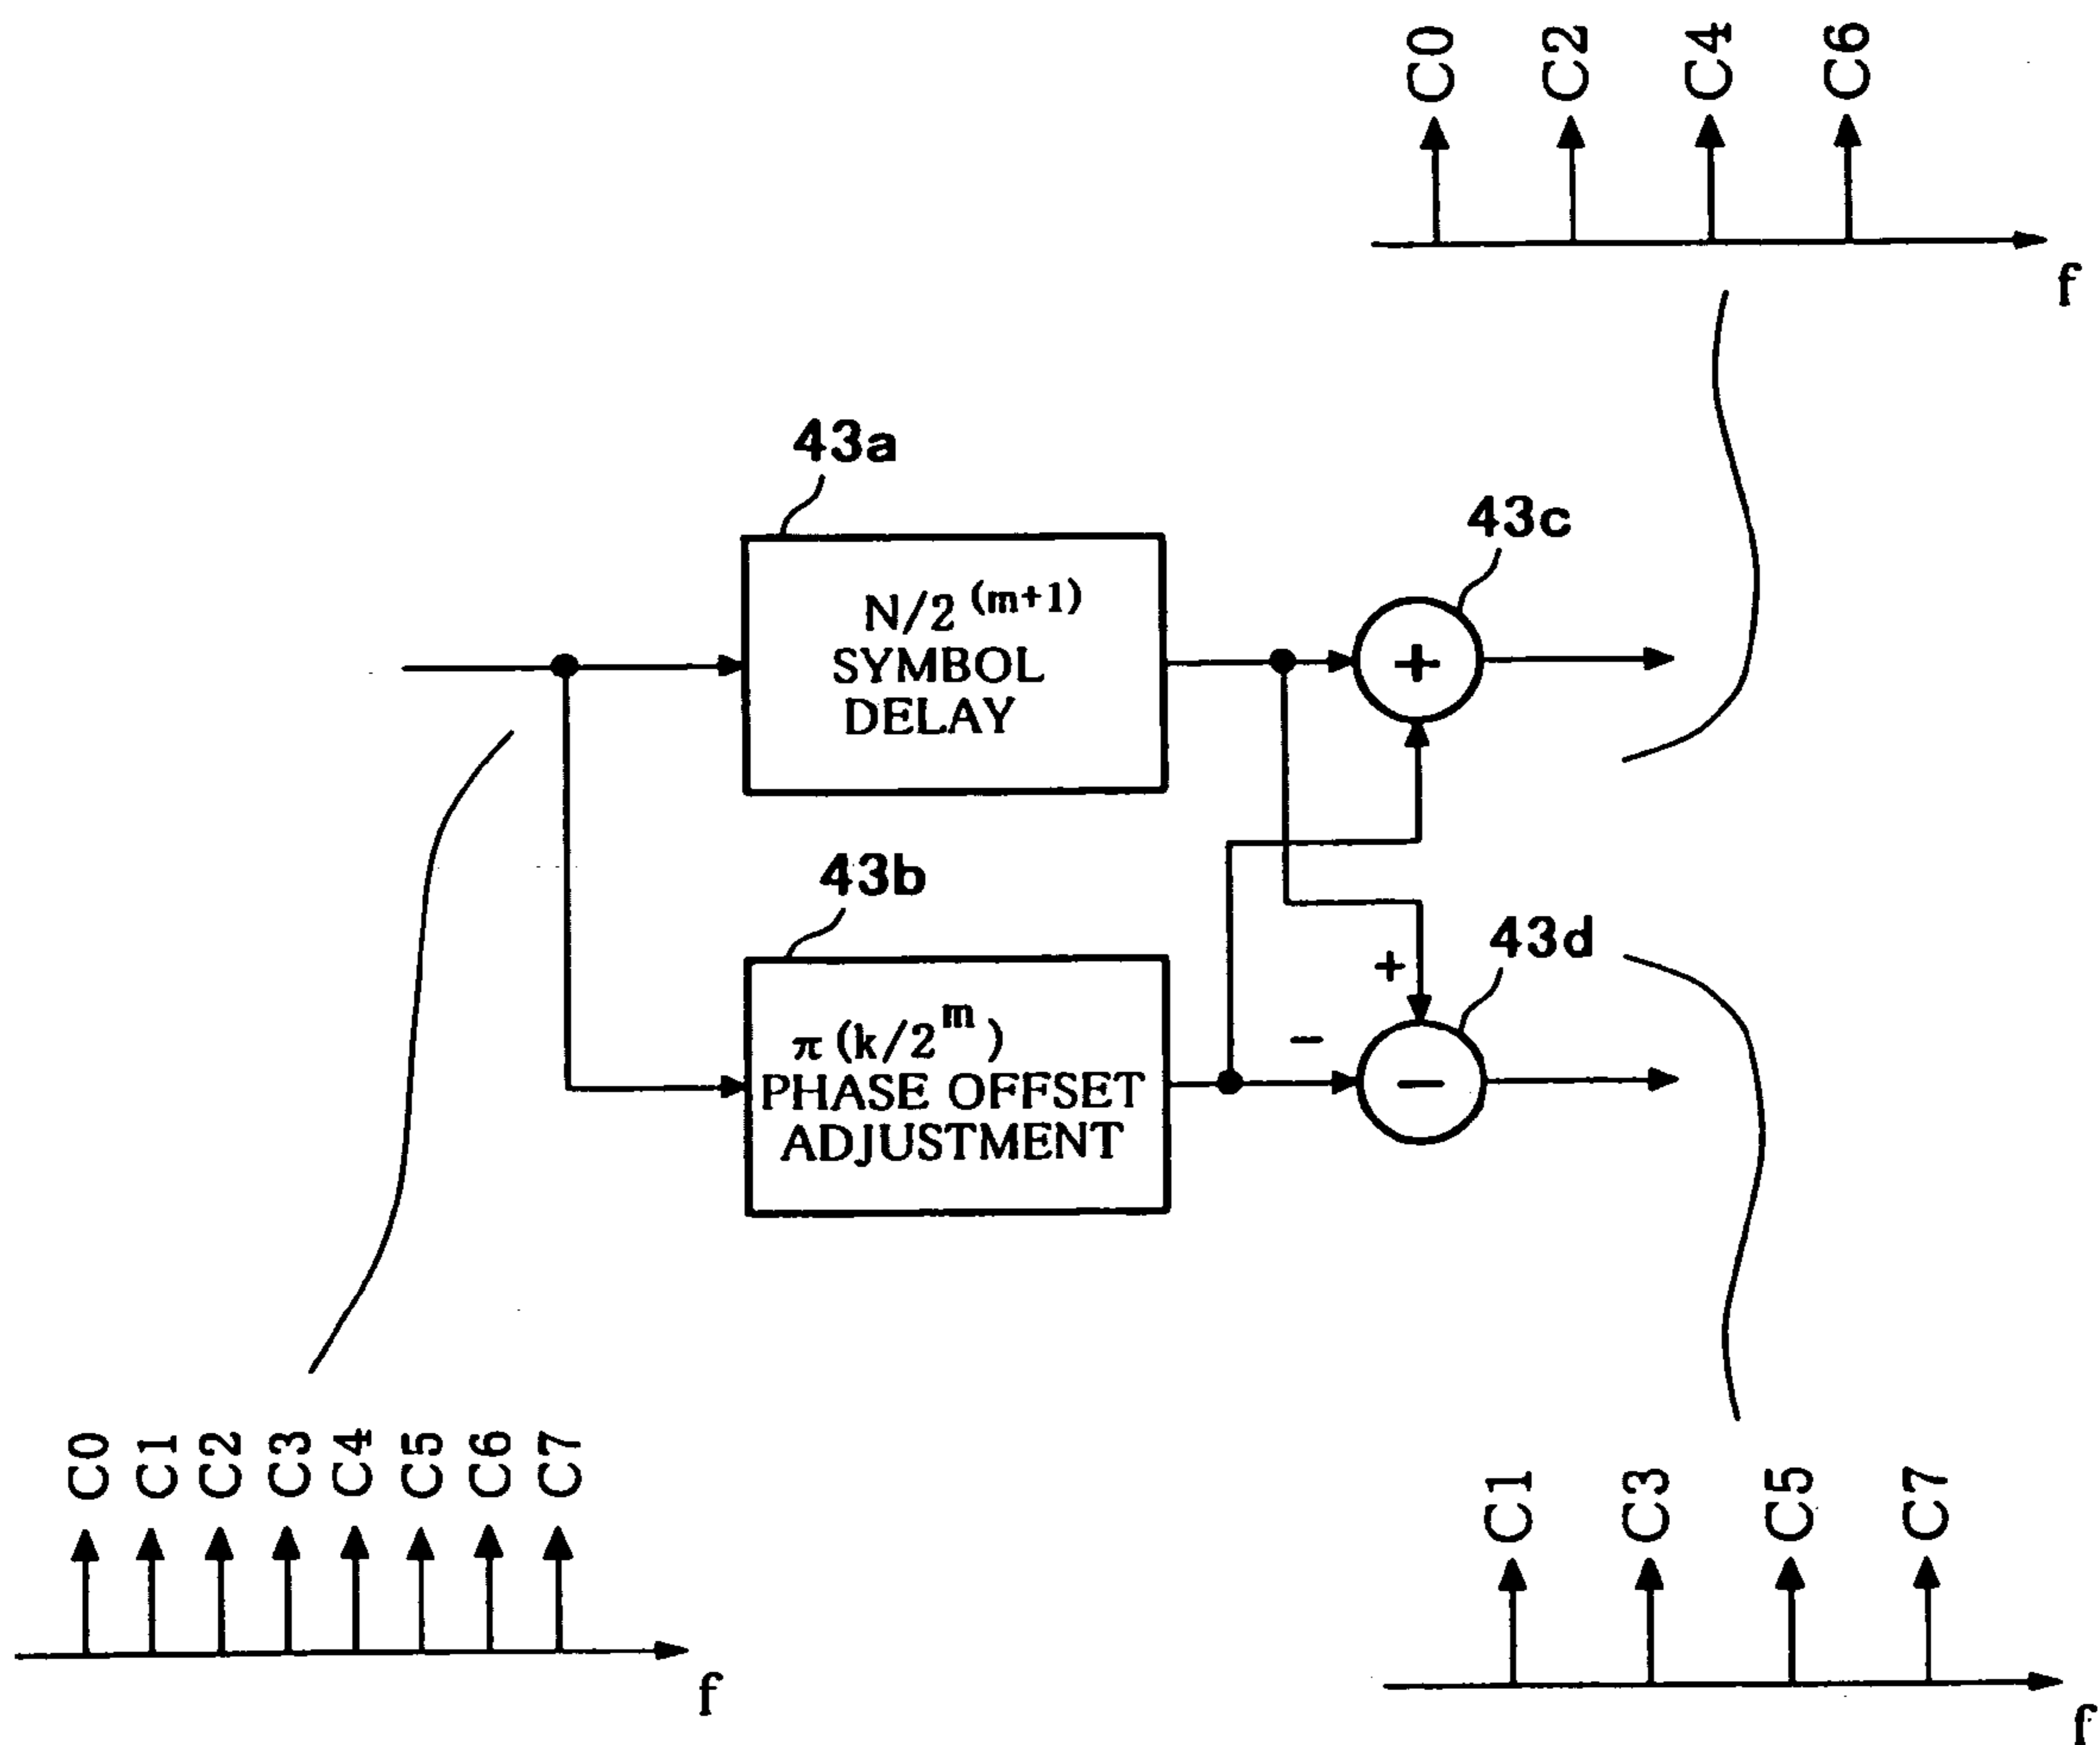 C0 C2 C4 C6
f
43a
N/2^(m+1)
SYMBOL
DELAY
43c
+
43b
π(k/2^m)
PHASE OFFSET
ADJUSTMENT
43d
+
−
−
C0 C1 C2 C3 C4 C5 C6 C7
f
C1 C3 C5 C7
f